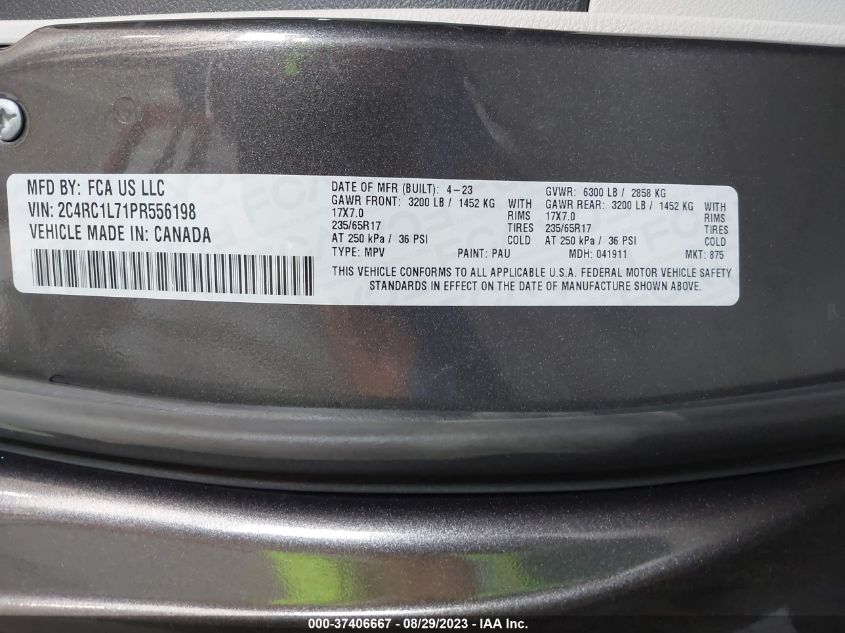 MFD BY: FCA US LLC
VIN: 2C4RC1L71PR556198
VEHICLE MADE IN: CANADA
DATE OF MFR (BUILT): 4-23 GVWR: 6300 LB / 2858 KG
GAWR FRONT: 3200 LB / 1452 KG WITH GAWR REAR: 3200 LB / 1452 KG WITH
17X7.0 RIMS 17X7.0 RIMS
235/65R17 TIRES 235/65R17 TIRES
AT 250 kPa / 36 PSI COLD AT 250 kPa / 36 PSI COLD
TYPE: MPV PAINT: PAU MDH: 041911 MKT: 875
THIS VEHICLE CONFORMS TO ALL APPLICABLE U.S.A. FEDERAL MOTOR VEHICLE SAFETY
STANDARDS IN EFFECT ON THE DATE OF MANUFACTURE SHOWN ABOVE.
000-37406667 - 08/29/2023 - IAA Inc.